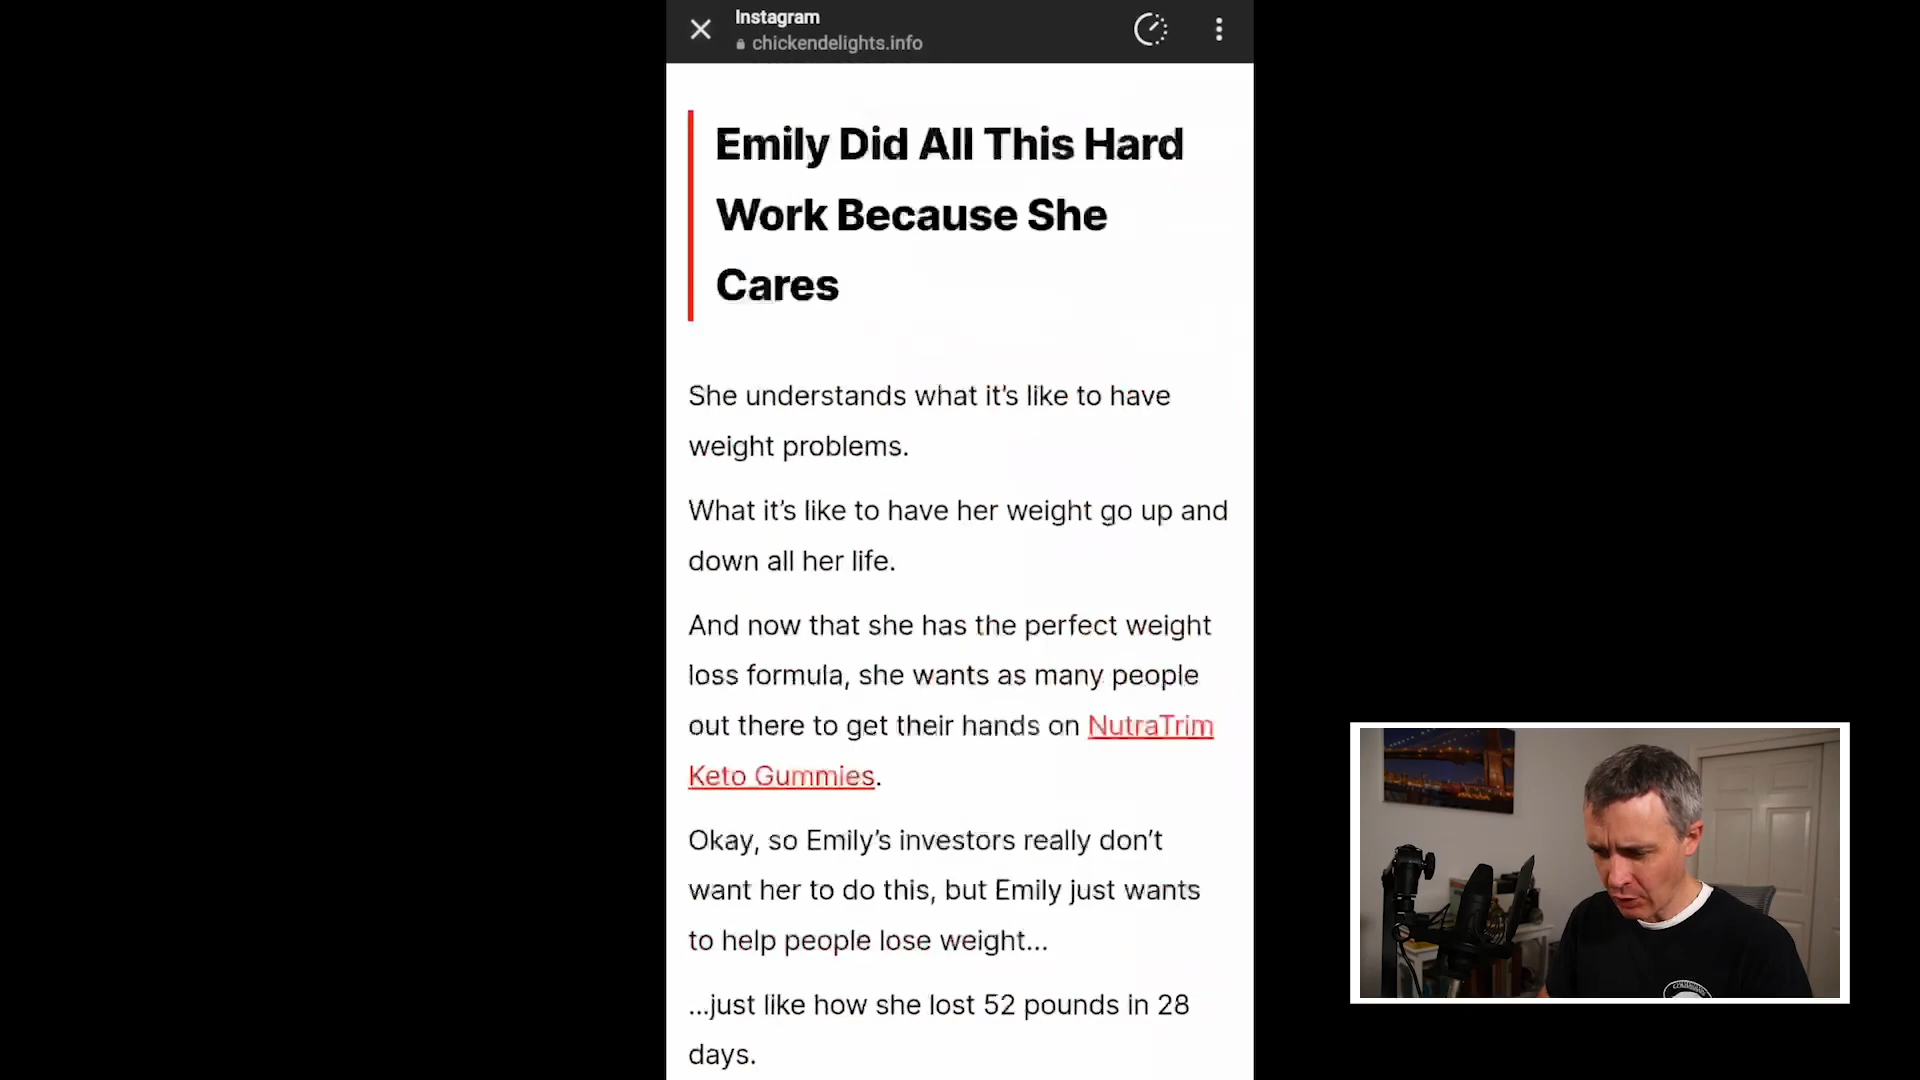 Instagram
chickendelights.info
Emily Did All This Hard
Work Because She
Cares
She understands what it's like to have
weight problems.
What it's like to have her weight go up and
down all her life.
And now that she has the perfect weight
loss formula, she wants as many people
out there to get their hands on NutraTrim
Keto Gummies.
Okay, so Emily's investors really don't
want her to do this, but Emily just wants
to help people lose weight...
...just like how she lost 52 pounds in 28
days.